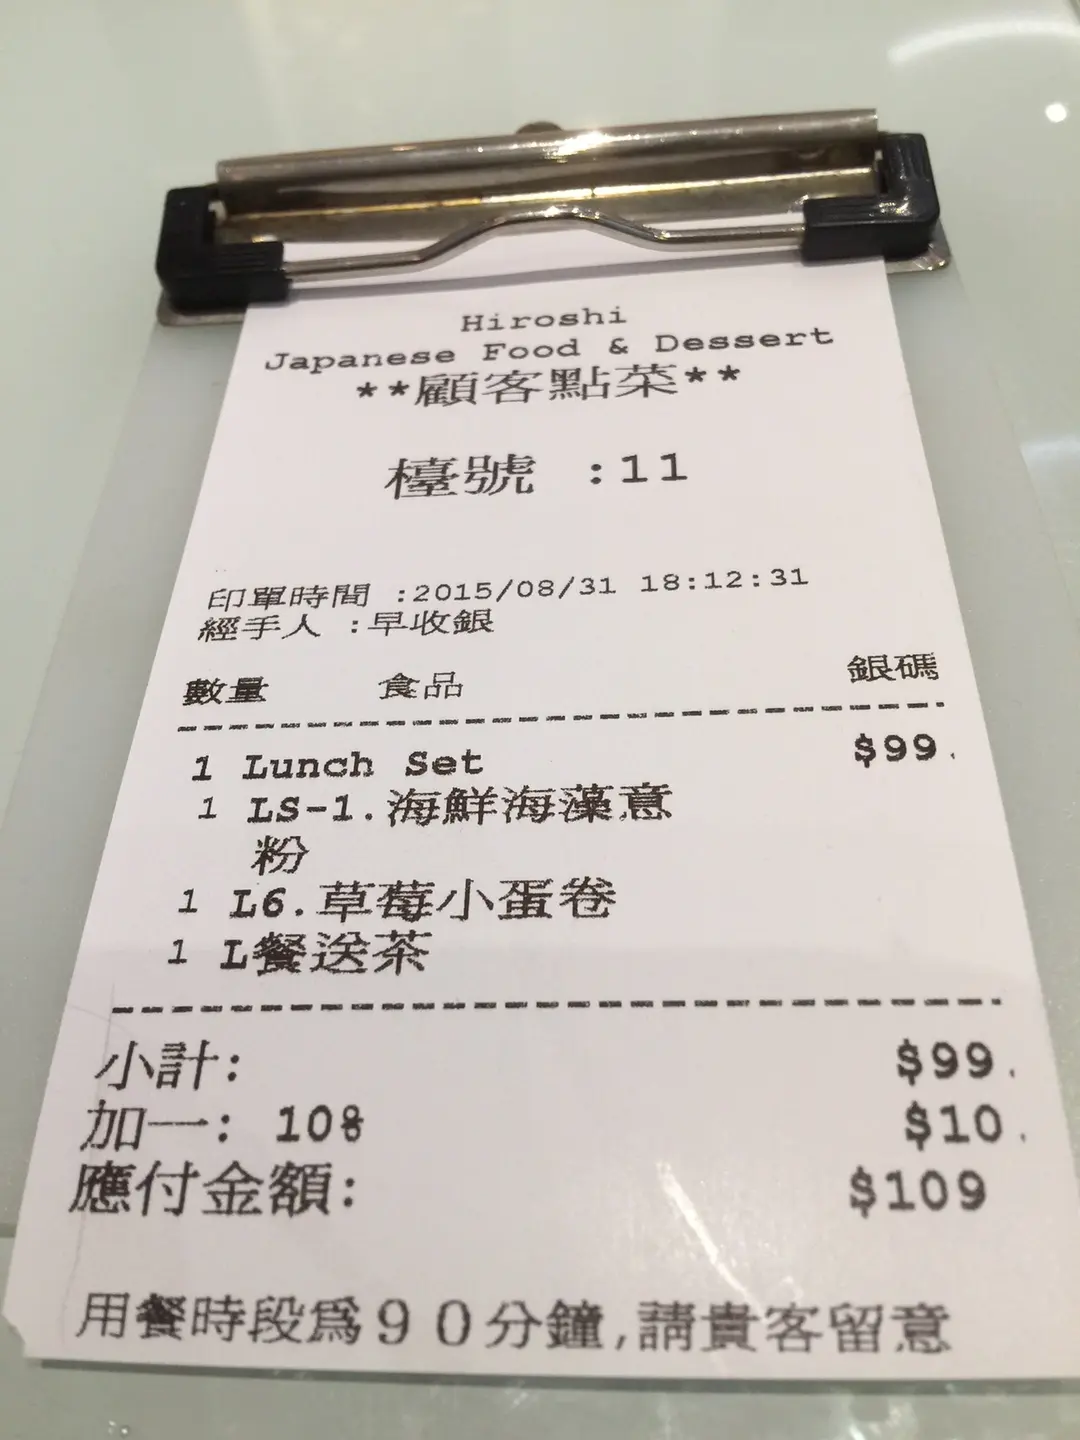 Hiroshi
Japanese Food & Dessert
**顧客點菜**
檯號 :11
印單時間 :2015/08/31 18:12:31
經手人 :早收銀
數量 食品 銀碼
1 Lunch Set $99.
1 LS-1.海鮮海藻意
粉
1 L6.草莓小蛋卷
1 L餐送茶
小計: $99.
加一: 10% $10.
應付金額: $109
用餐時段爲90分鐘,請貴客留意